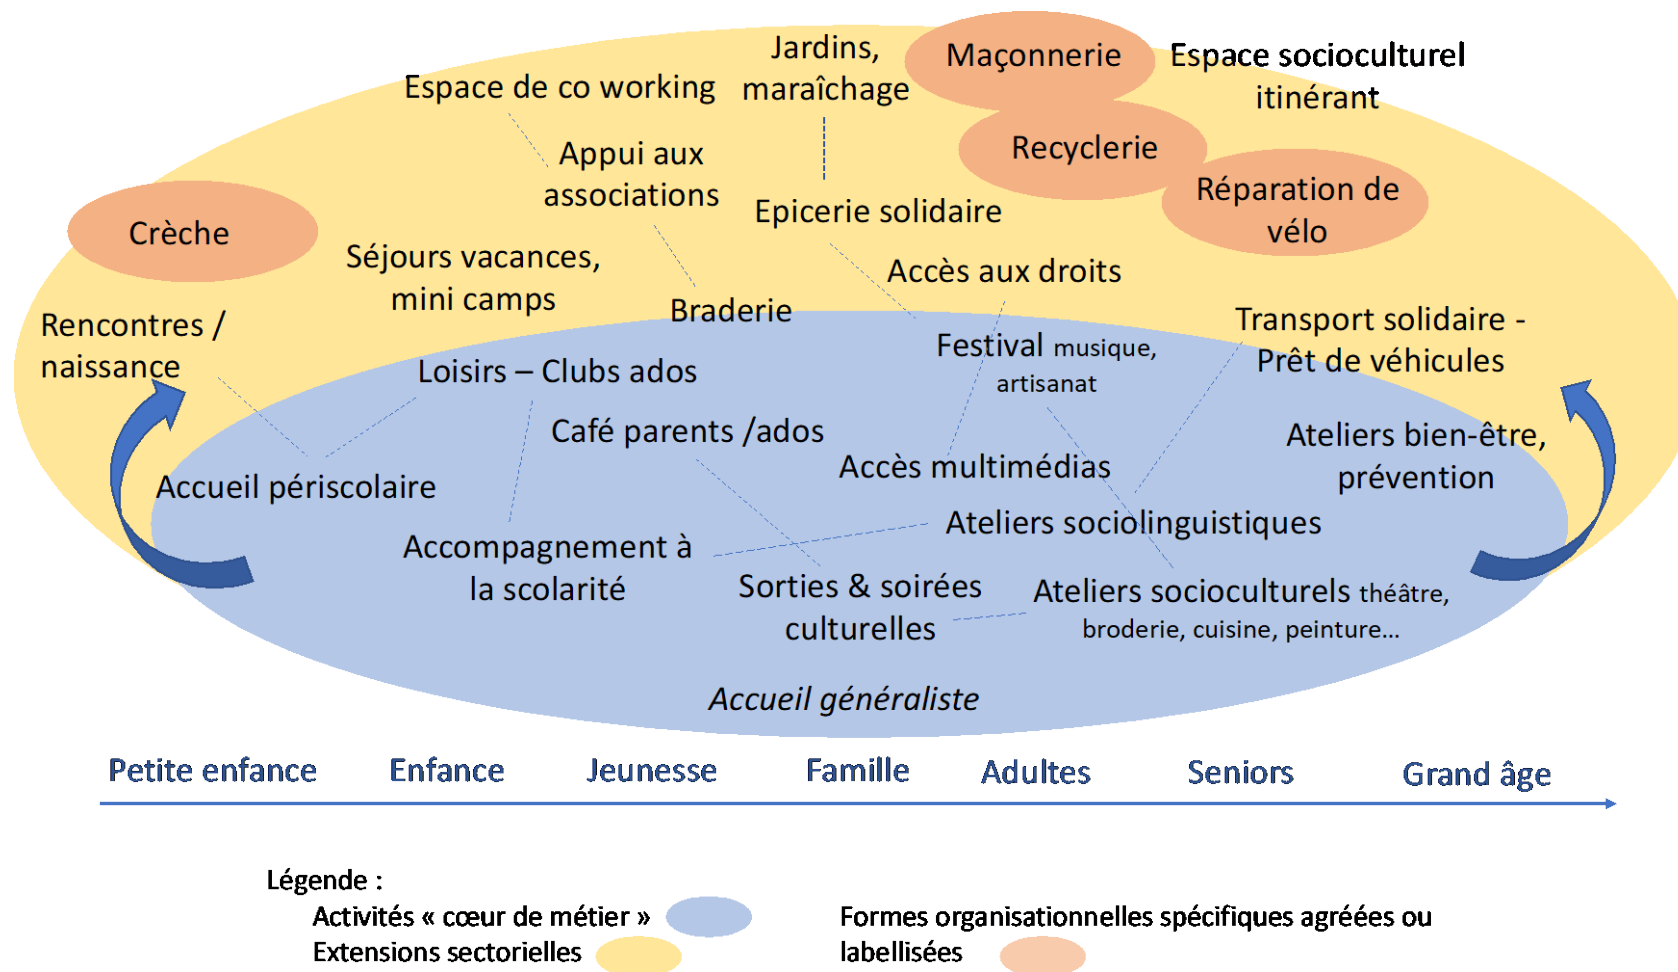 Jardins,
maraîchage
Maçonnerie
Espace socioculturel
itinérant
Espace de co working
Appui aux
associations
Recyclerie
Réparation de
vélo
Epicerie solidaire
Crèche
Séjours vacances,
mini camps
Accès aux droits
Braderie
Rencontres /
naissance
Transport solidaire -
Prêt de véhicules
Festival musique,
artisanat
Loisirs – Clubs ados
Café parents /ados
Ateliers bien-être,
prévention
Accès multimédias
Accueil périscolaire
Ateliers sociolinguistiques
Accompagnement à
la scolarité
Sorties & soirées
culturelles
Ateliers socioculturels théâtre,
broderie, cuisine, peinture...
Accueil généraliste
Petite enfance
Enfance
Jeunesse
Famille
Adultes
Seniors
Grand âge
Légende :
Activités « cœur de métier »
Extensions sectorielles
Formes organisationnelles spécifiques agréées ou
labellisées